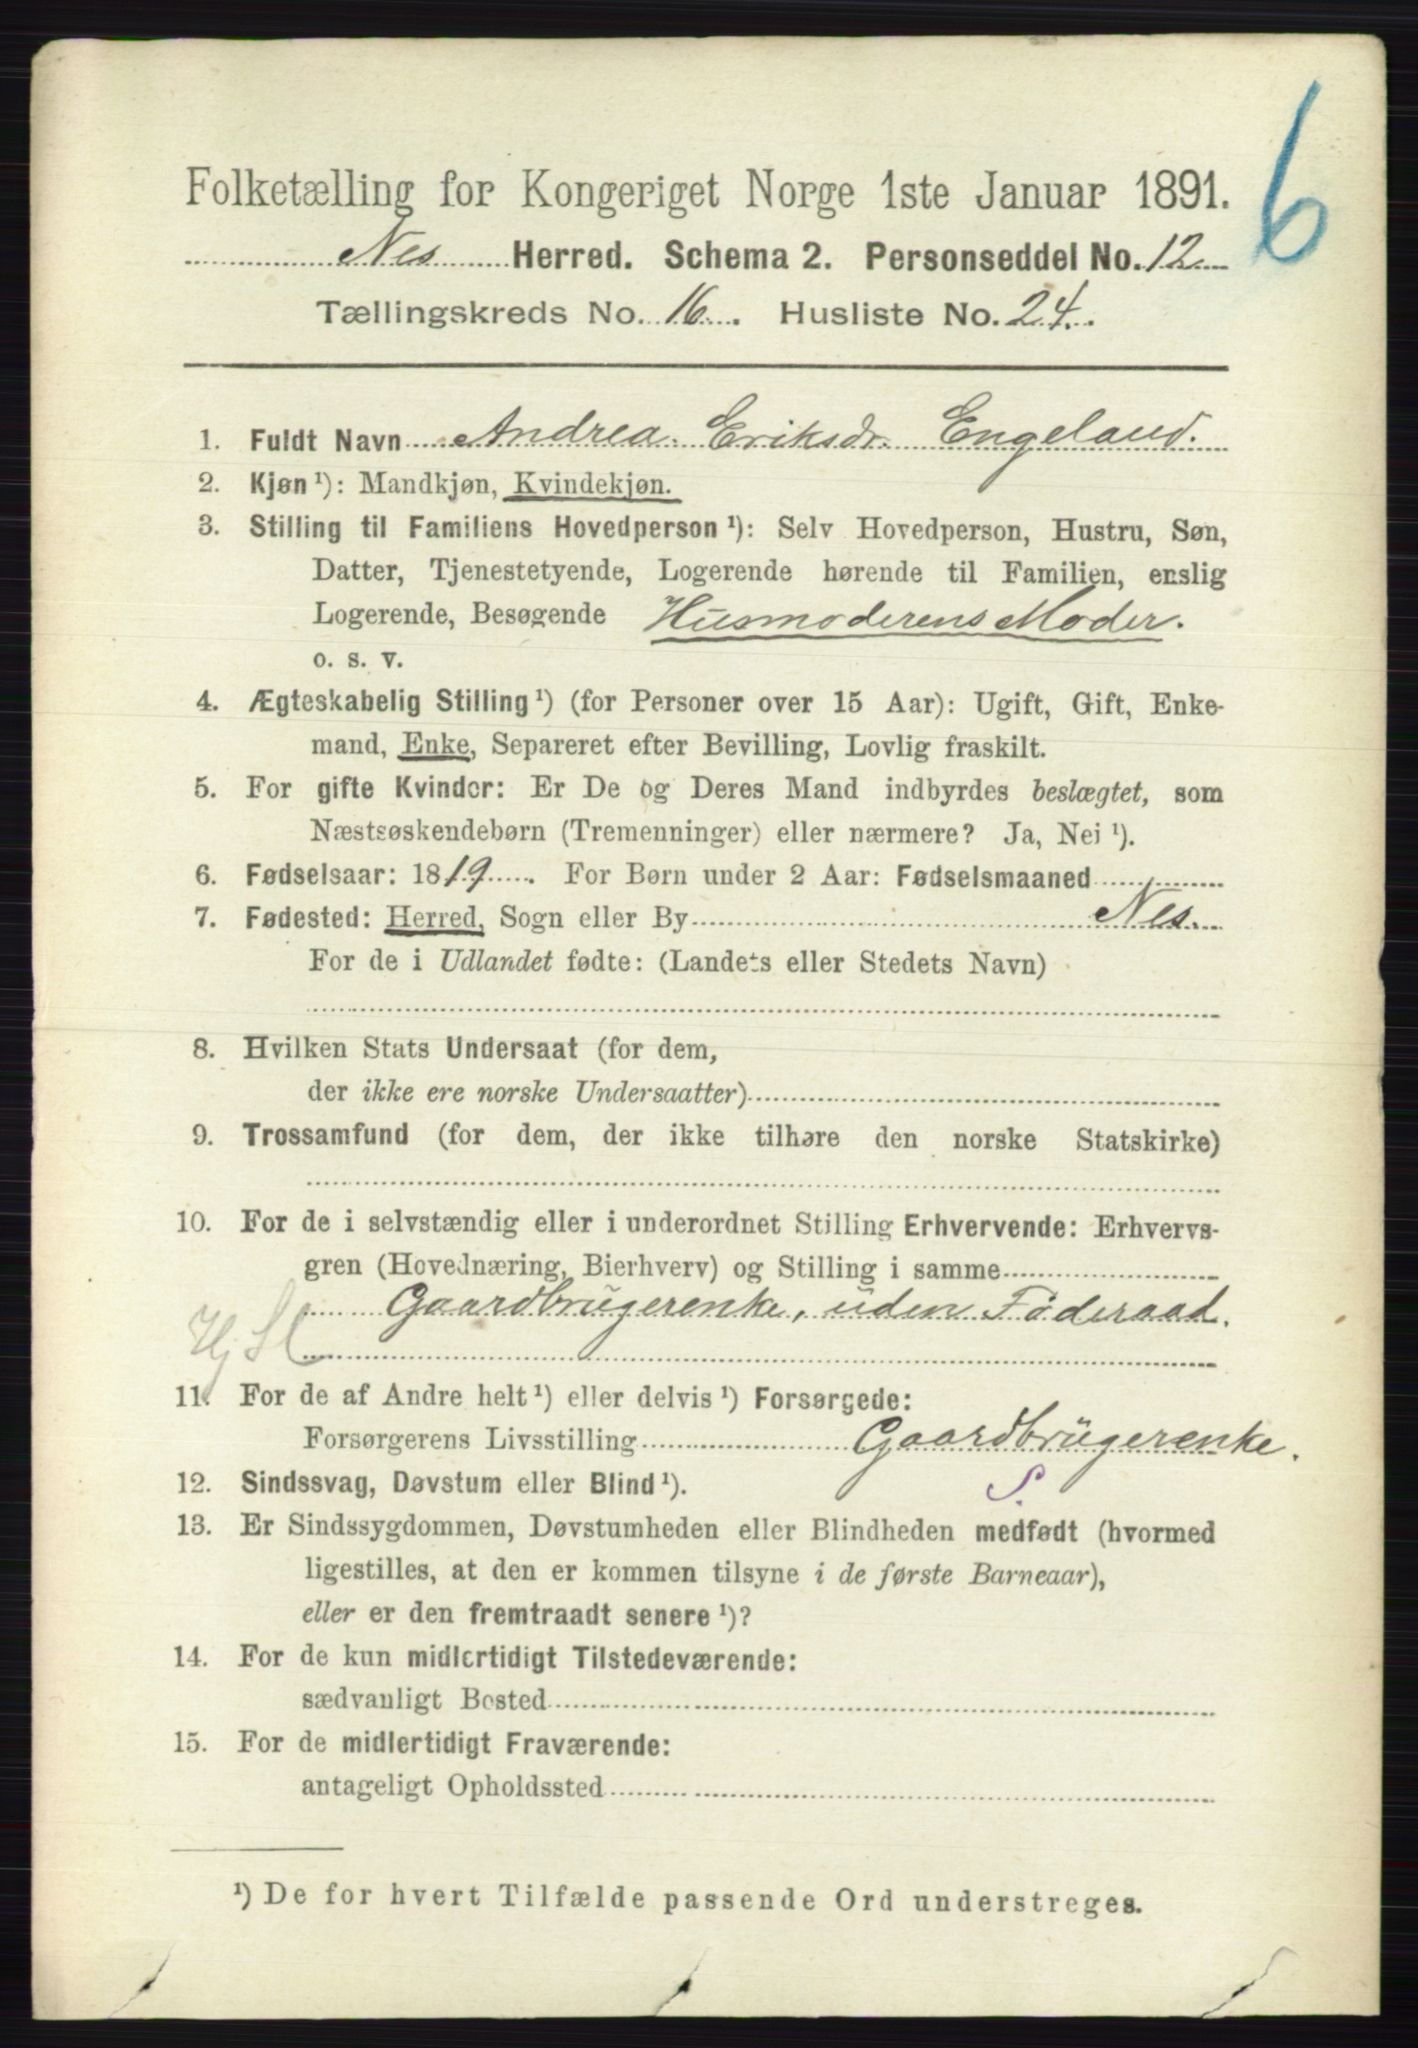 6
Folketælling for Kongeriget Norge 1ste Januar 1891.
Nes Herred. Schema 2. Personseddel No. 12
Tællingskreds No. 16. Husliste No. 24.
1. Fuldt Navn Andrea Eriksdr. Engeland.
2. Kjøn ¹): Mandkjøn, Kvindekjøn.
3. Stilling til Familiens Hovedperson ¹): Selv Hovedperson, Hustru, Søn,
Datter, Tjenestetyende, Logerende hørende til Familien, enslig
Logerende, Besøgende Husmoderens Moder.
o. s. v.
4. Ægteskabelig Stilling ¹) (for Personer over 15 Aar): Ugift, Gift, Enke-
mand, Enke, Separeret efter Bevilling, Lovlig fraskilt.
5. For gifte Kvinder: Er De og Deres Mand indbyrdes beslægtet, som
Næstsøskendebørn (Tremenninger) eller nærmere? Ja, Nei ¹).
6. Fødselsaar: 1819. For Børn under 2 Aar: Fødselsmaaned
7. Fødested: Herred, Sogn eller By Nes.
For de i Udlandet fødte: (Landets eller Stedets Navn)
8. Hvilken Stats Undersaat (for dem,
der ikke ere norske Undersaatter)
9. Trossamfund (for dem, der ikke tilhøre den norske Statskirke)
10. For de i selvstændig eller i underordnet Stilling Erhvervende: Erhvervs-
gren (Hovednæring, Bierhverv) og Stilling i samme
Gaardbrugerenke, uden Føderaad.
Hj Sl
11. For de af Andre helt ¹) eller delvis ¹) Forsørgede:
Forsørgerens Livsstilling Gaardbrugerenke.
12. Sindssvag, Døvstum eller Blind ¹). S.
13. Er Sindssygdommen, Døvstumheden eller Blindheden medfødt (hvormed
ligestilles, at den er kommen tilsyne i de første Barneaar),
eller er den fremtraadt senere ¹)?
14. For de kun midlertidigt Tilstedeværende:
sædvanligt Bosted
15. For de midlertidigt Fraværende:
antageligt Opholdssted
¹) De for hvert Tilfælde passende Ord understreges.